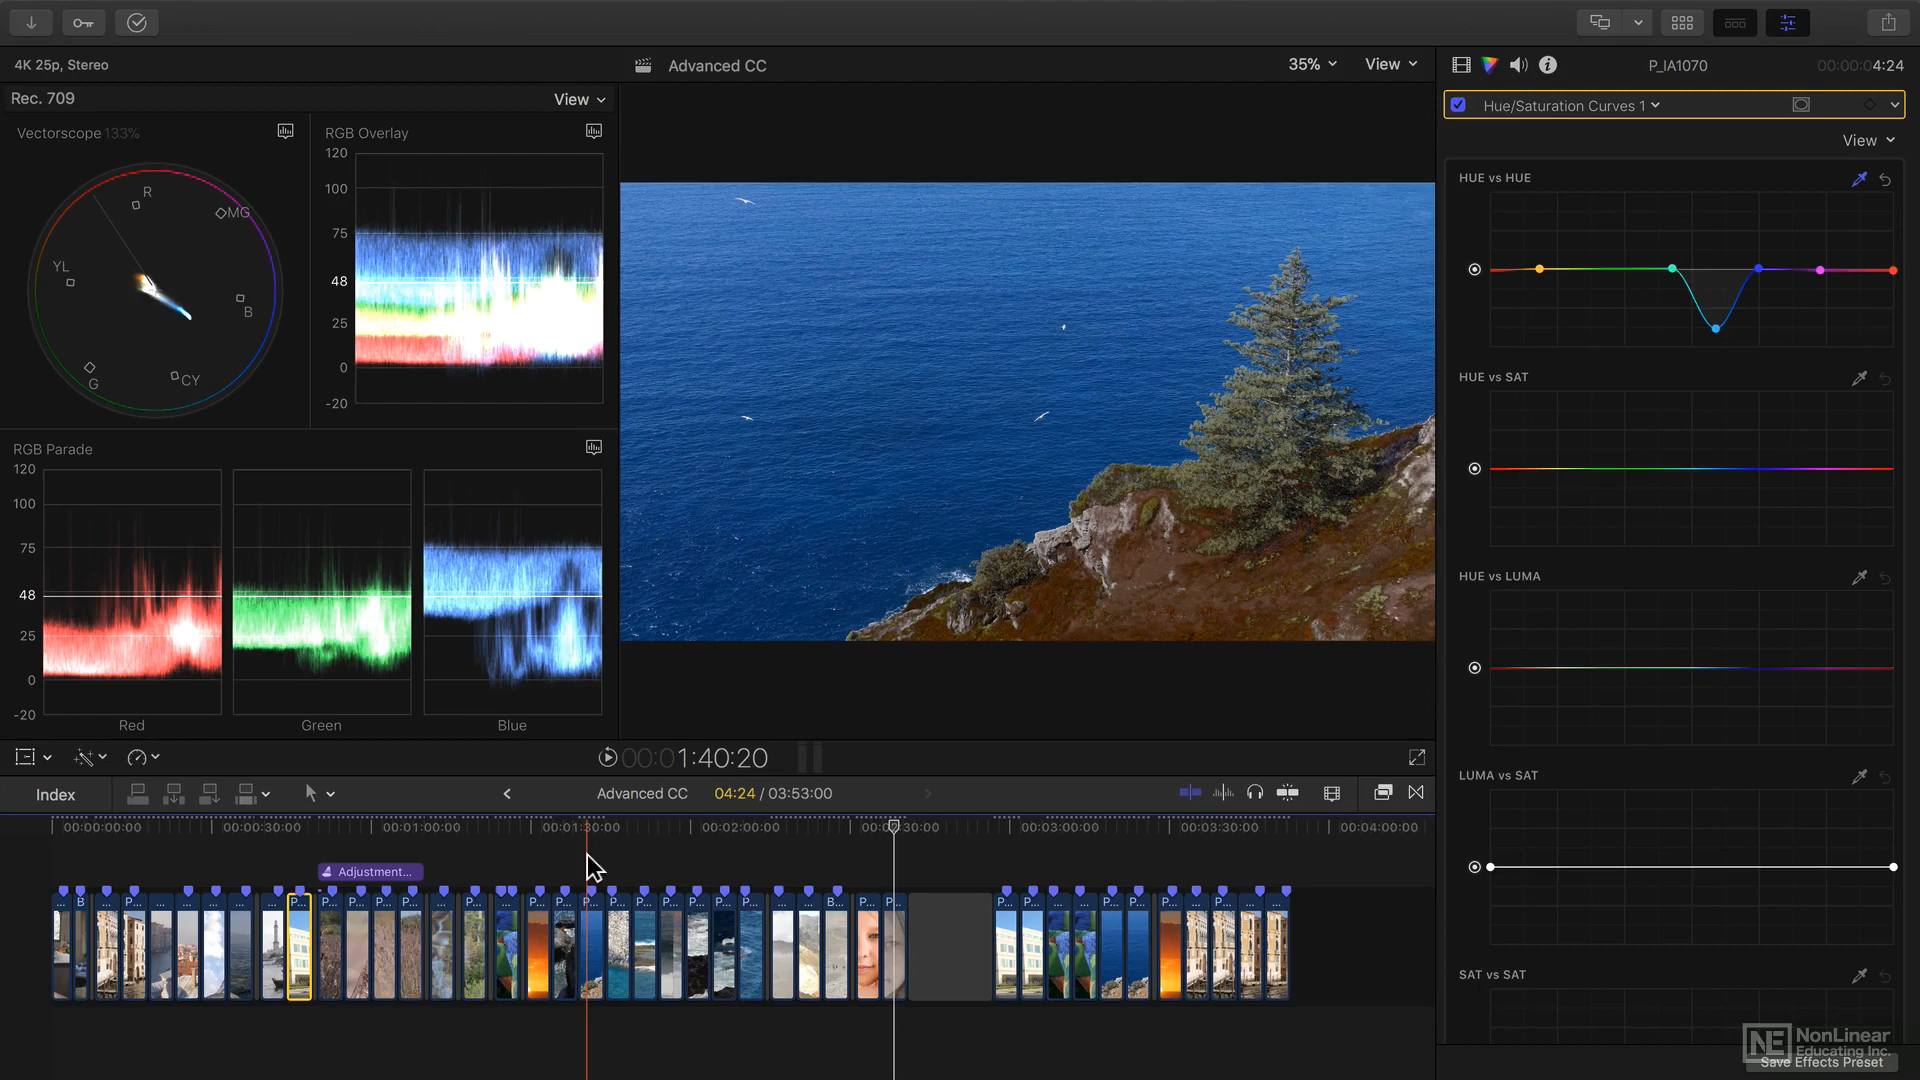 4K 25p, Stereo
Advanced CC
35%
View
P_IA1070
00:00:04:24
Rec. 709
View
Hue/Saturation Curves 1
View
Vectorscope 133%
RGB Overlay
R
MG
YL
B
G
CY
120
100
75
48
25
0
-20
HUE vs HUE
HUE vs SAT
HUE vs LUMA
LUMA vs SAT
SAT vs SAT
RGB Parade
120
100
75
48
25
0
-20
Red
Green
Blue
00:01:40:20
Index
Advanced CC
04:24 / 03:53:00
00:00:00:00
00:00:30:00
00:01:00:00
00:01:30:00
00:02:00:00
00:02:30:00
00:03:00:00
00:03:30:00
00:04:00:00
Adjustment...
... B ... P... ... ... ... ... ... P... P... P... P... P... ... P... ... P... P... P... P... P... P... P... P... P... ... ... B... P... P... P... P... ... ... P... P... P... ... P... ... ...
NE NonLinear
Educating Inc.
Save Effects Preset